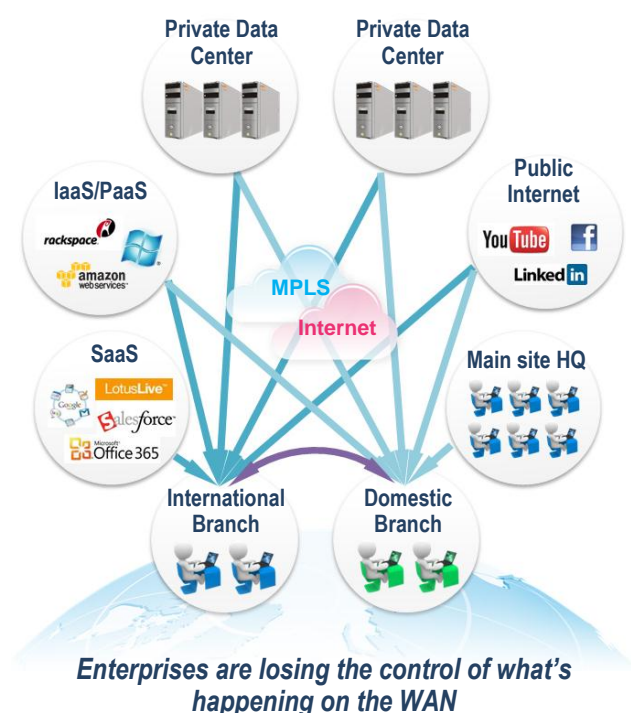 Private Data
Center
Private Data
Center
IaaS/PaaS
rackspace
amazon
webservices™
Public
Internet
YouTube
f
Linked in
MPLS
Internet
SaaS
LotusLive™
Google
Salesforce
Microsoft
Office 365
Main site HQ
International
Branch
Domestic
Branch
Enterprises are losing the control of what's
happening on the WAN